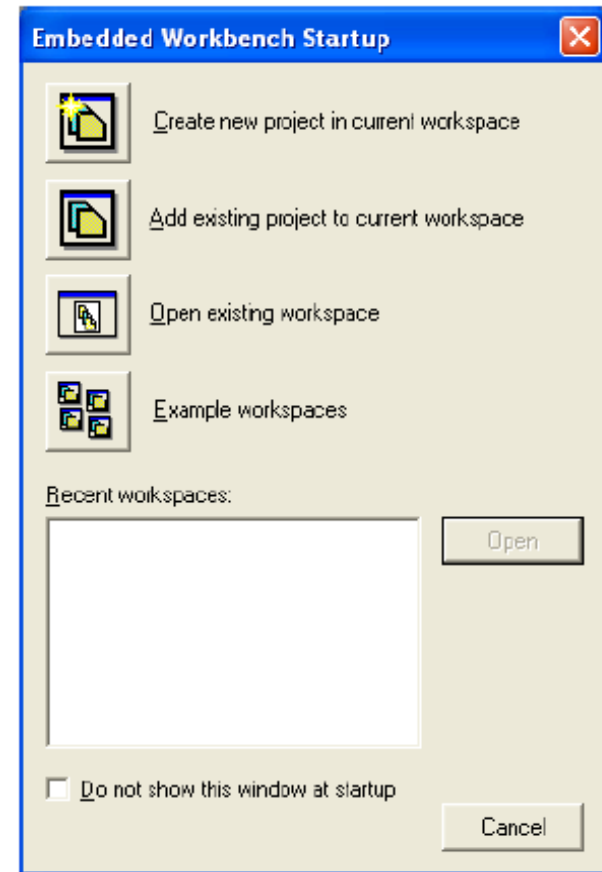 Embedded Workbench Startup
Create new project in current workspace
Add existing project to current workspace
Open existing workspace
Example workspaces
Recent workspaces:
Open
Do not show this window at startup
Cancel